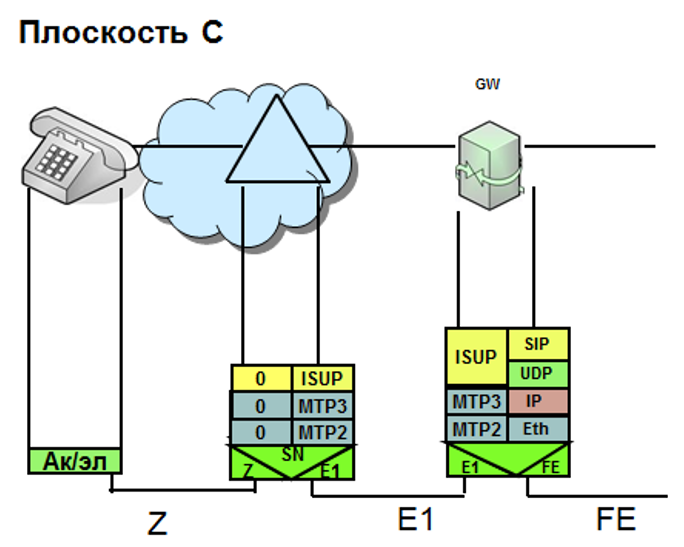 Плоскость С
GW
0 ISUP
0 MTP3
0 MTP2
SN
Z E1
ISUP SIP
UDP
MTP3 IP
MTP2 Eth
E1 FE
Ак/эл
Z E1 FE